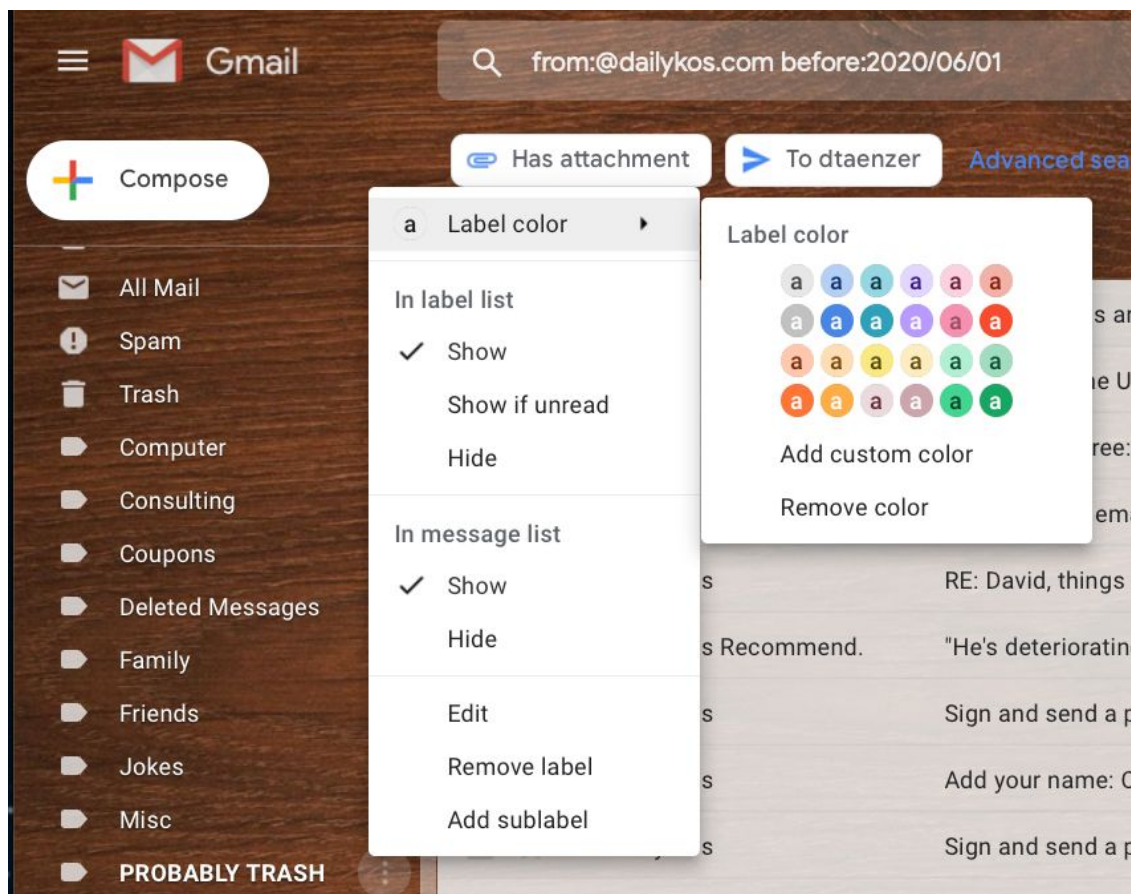 Gmail
from:@dailykos.com before:2020/06/01
Compose
Has attachment
To dtaenzer
Advanced sea
All Mail
Spam
Trash
Computer
Consulting
Coupons
Deleted Messages
Family
Friends
Jokes
Misc
PROBABLY TRASH
a Label color
In label list
Show
Show if unread
Hide
In message list
Show
Hide
Edit
Remove label
Add sublabel
Label color
a a a a a a
a a a a a a
a a a a a a
a a a a a a
Add custom color
Remove color
s ar
e U
ree:
ema
s RE: David, things
s Recommend. "He's deteriorating
s Sign and send a p
s Add your name: C
s Sign and send a p